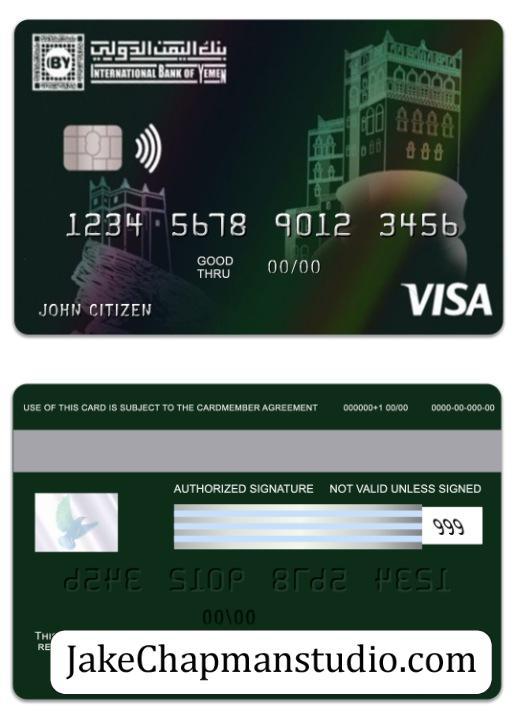 IBY
بنك اليمن الدولي
INTERNATIONAL BANK OF YEMEN
1234 5678 9012 3456
GOOD
THRU 00/00
JOHN CITIZEN
VISA
USE OF THIS CARD IS SUBJECT TO THE CARDMEMBER AGREEMENT 000000+1 00/00 0000-00-000-00
AUTHORIZED SIGNATURE NOT VALID UNLESS SIGNED
999
00/00
JakeChapmanstudio.com